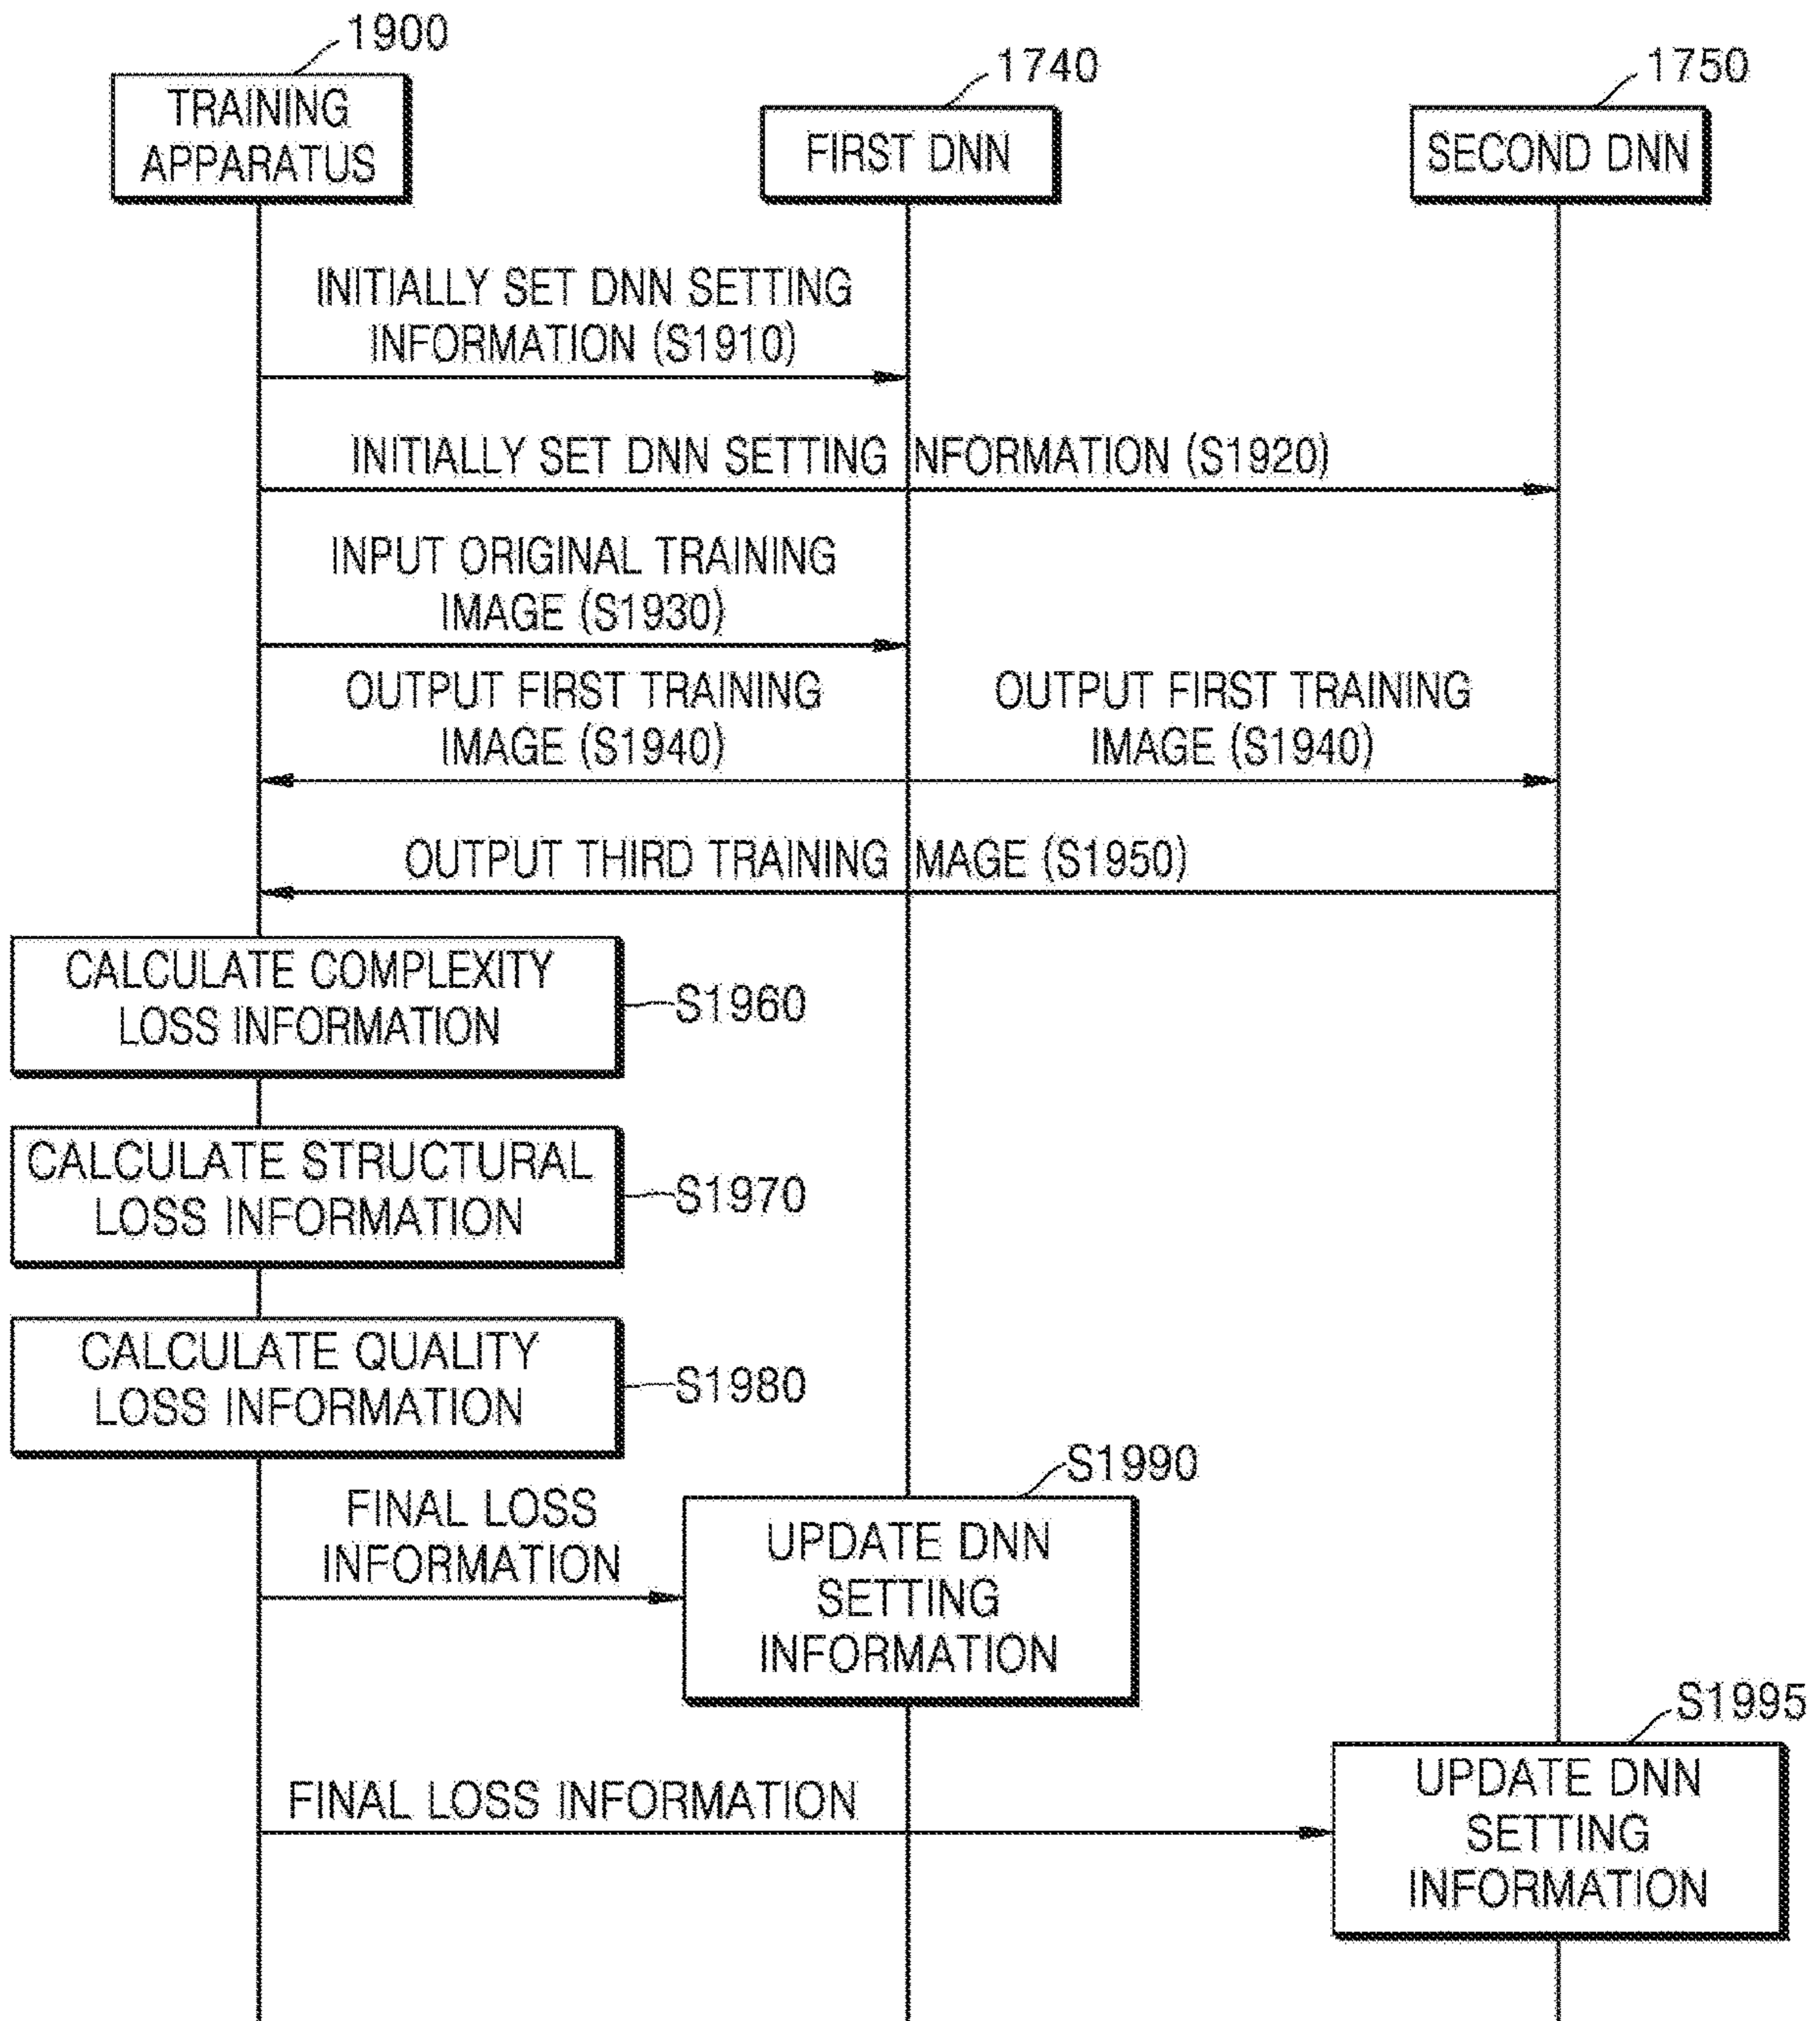 1900
1740
1750
TRAINING
APPARATUS
FIRST DNN
SECOND DNN
INITIALLY SET DNN SETTING
INFORMATION (S1910)
INITIALLY SET DNN SETTING INFORMATION (S1920)
INPUT ORIGINAL TRAINING
IMAGE (S1930)
OUTPUT FIRST TRAINING
IMAGE (S1940)
OUTPUT FIRST TRAINING
IMAGE (S1940)
OUTPUT THIRD TRAINING IMAGE (S1950)
CALCULATE COMPLEXITY
LOSS INFORMATION
S1960
CALCULATE STRUCTURAL
LOSS INFORMATION
S1970
CALCULATE QUALITY
LOSS INFORMATION
S1980
FINAL LOSS
INFORMATION
S1990
UPDATE DNN
SETTING
INFORMATION
FINAL LOSS INFORMATION
S1995
UPDATE DNN
SETTING
INFORMATION